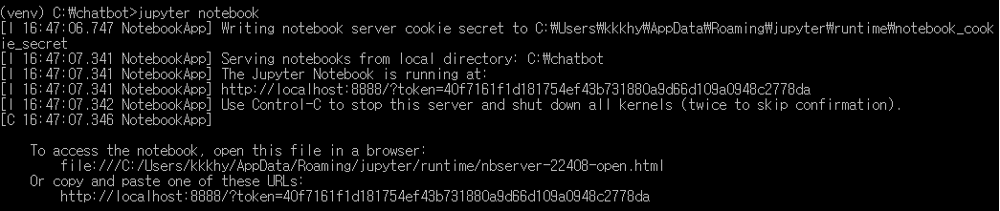 (venv) C:₩chatbot>jupyter notebook
[I 16:47:06.747 NotebookApp] Writing notebook server cookie secret to C:₩Users₩kkkhy₩AppData₩Roaming₩jupyter₩runtime₩notebook_cook
ie_secret
[I 16:47:07.341 NotebookApp] Serving notebooks from local directory: C:₩chatbot
[I 16:47:07.341 NotebookApp] The Jupyter Notebook is running at:
[I 16:47:07.341 NotebookApp] http://localhost:8888/?token=40f7161f1d181754ef43b731880a9d66d109a0948c2778da
[I 16:47:07.342 NotebookApp] Use Control-C to stop this server and shut down all kernels (twice to skip confirmation).
[C 16:47:07.346 NotebookApp]

    To access the notebook, open this file in a browser:
        file:///C:/Users/kkkhy/AppData/Roaming/jupyter/runtime/nbserver-22408-open.html
    Or copy and paste one of these URLs:
        http://localhost:8888/?token=40f7161f1d181754ef43b731880a9d66d109a0948c2778da